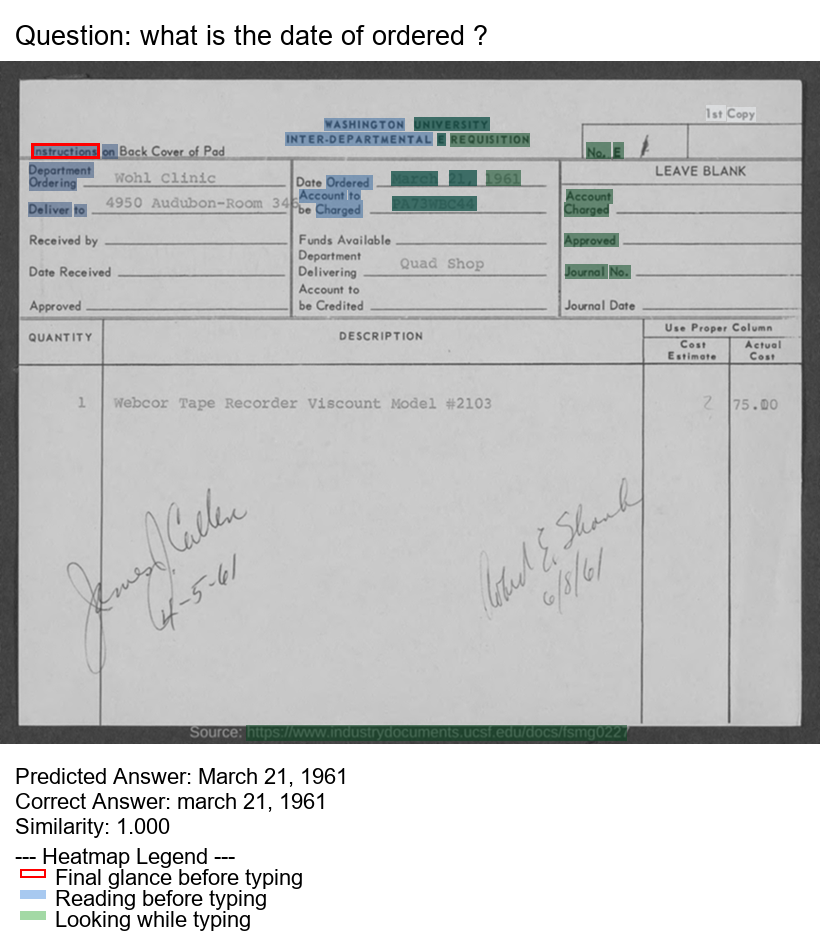 Question: what is the date of ordered ?
1st Copy
WASHINGTON UNIVERSITY
INTER-DEPARTMENTAL E REQUISITION
Instructions on Back Cover of Pad
No. E 1
Department
Ordering Wohl Clinic
Deliver to 4950 Audubon-Room 346
Received by
Date Received
Approved
Date Ordered March 21, 1961
Account to
be Charged PA73WBC44
Funds Available
Department
Delivering Quad Shop
Account to
be Credited
LEAVE BLANK
Account
Charged
Approved
Journal No.
Journal Date
QUANTITY DESCRIPTION Use Proper Column
Cost Estimate Actual Cost
1 Webcor Tape Recorder Viscount Model #2103 2 75.00
James J. Cullen
4-5-61
Robert E. Shank
6/8/61
Source: https://www.industrydocuments.ucsf.edu/docs/fsmg0227
Predicted Answer: March 21, 1961
Correct Answer: march 21, 1961
Similarity: 1.000
--- Heatmap Legend ---
Final glance before typing
Reading before typing
Looking while typing